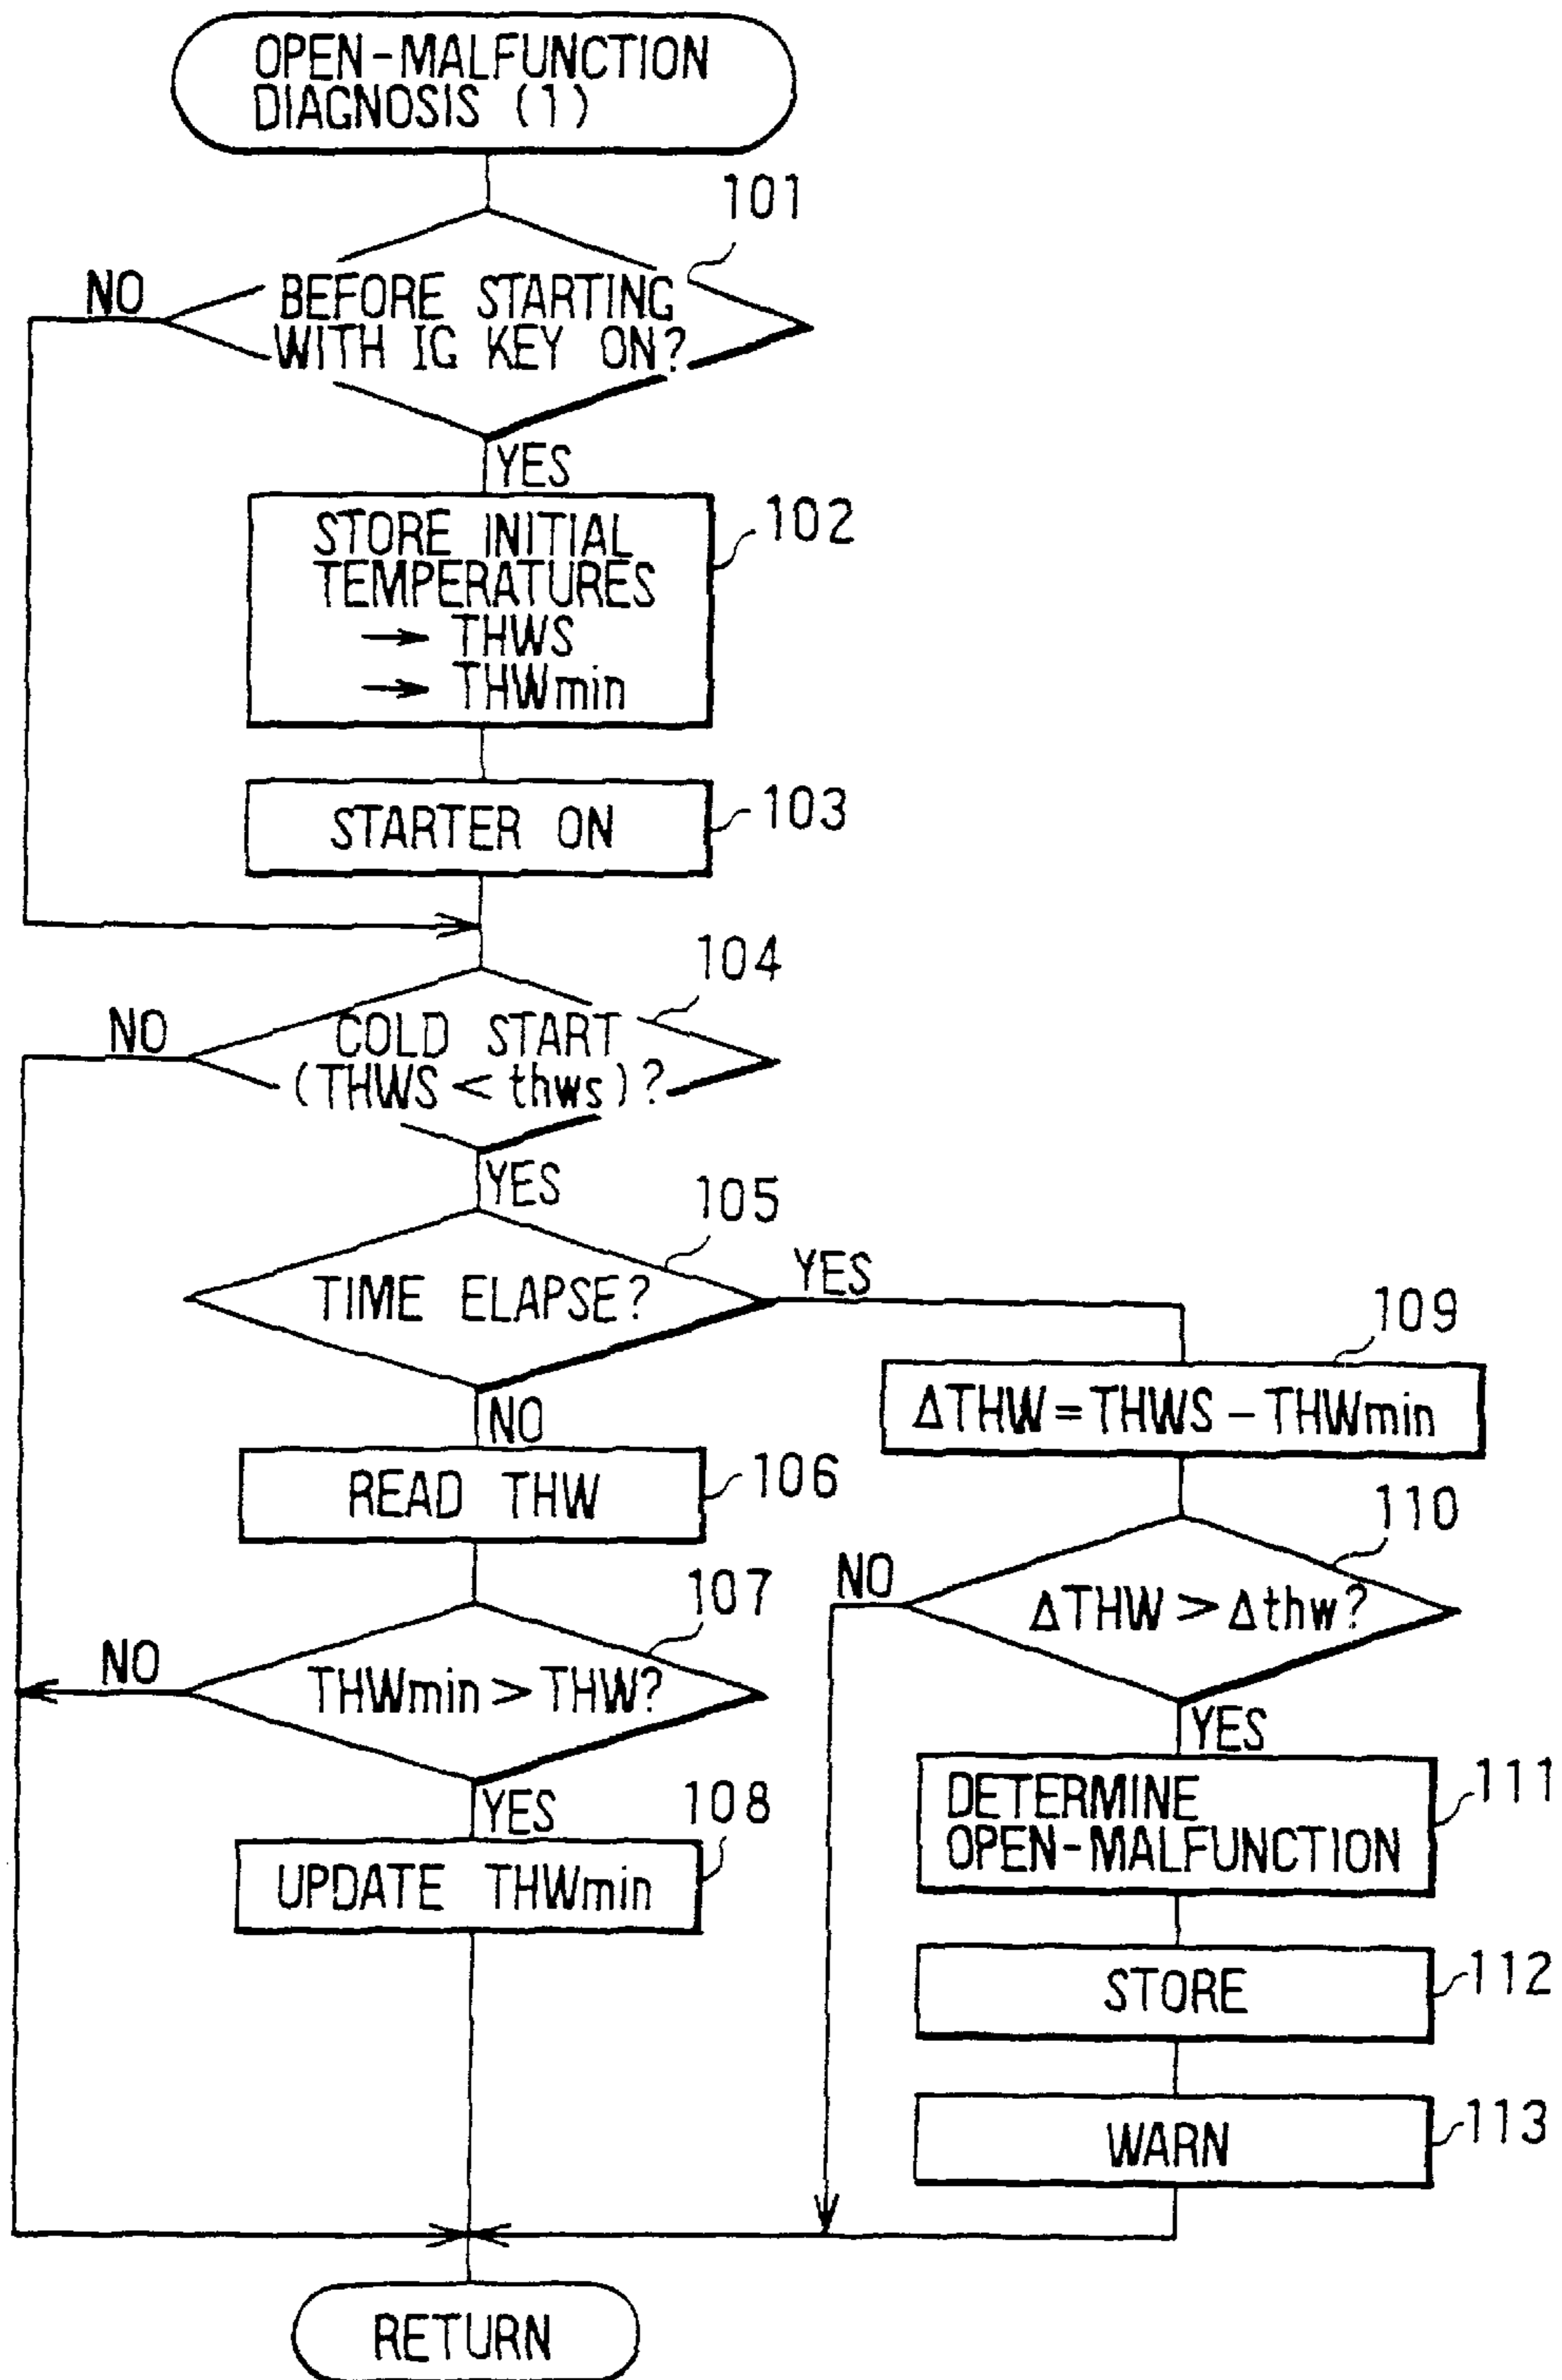 OPEN-MALFUNCTION
DIAGNOSIS (1)
101
NO
BEFORE STARTING
WITH IG KEY ON?
YES
STORE INITIAL
TEMPERATURES
→ THWS
→ THWmin
102
STARTER ON
103
104
NO
COLD START
(THWS < thws)?
YES
105
TIME ELAPSE?
YES
109
NO
ΔTHW = THWS - THWmin
READ THW
106
110
107
NO
ΔTHW > Δthw?
NO
THWmin > THW?
YES
YES
108
DETERMINE
OPEN-MALFUNCTION
111
UPDATE THWmin
STORE
112
WARN
113
RETURN